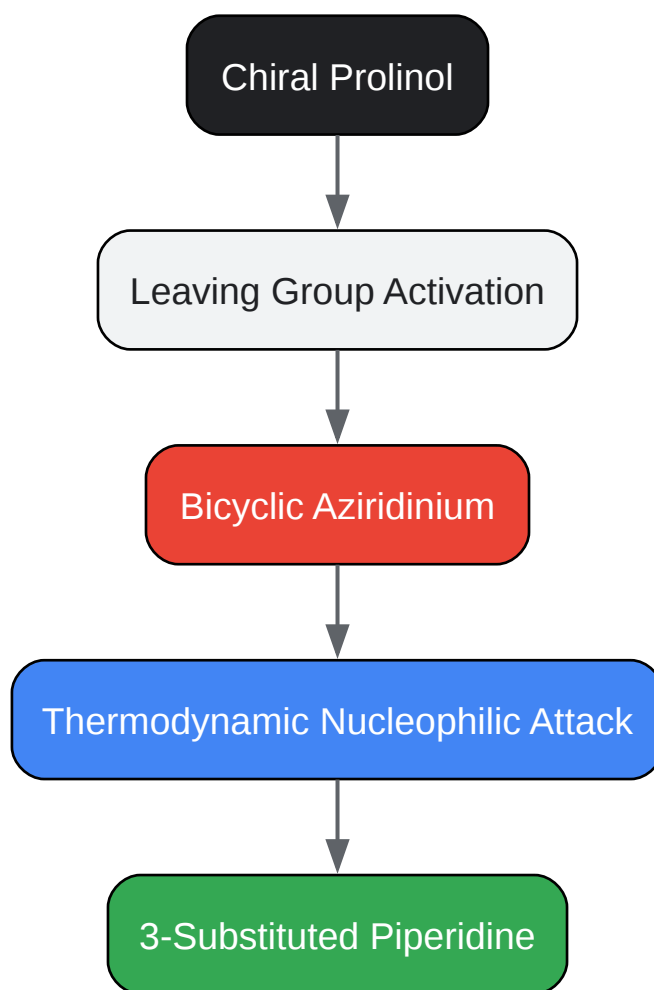 Chiral Prolinol
Leaving Group Activation
Bicyclic Aziridinium
Thermodynamic Nucleophilic Attack
3-Substituted Piperidine